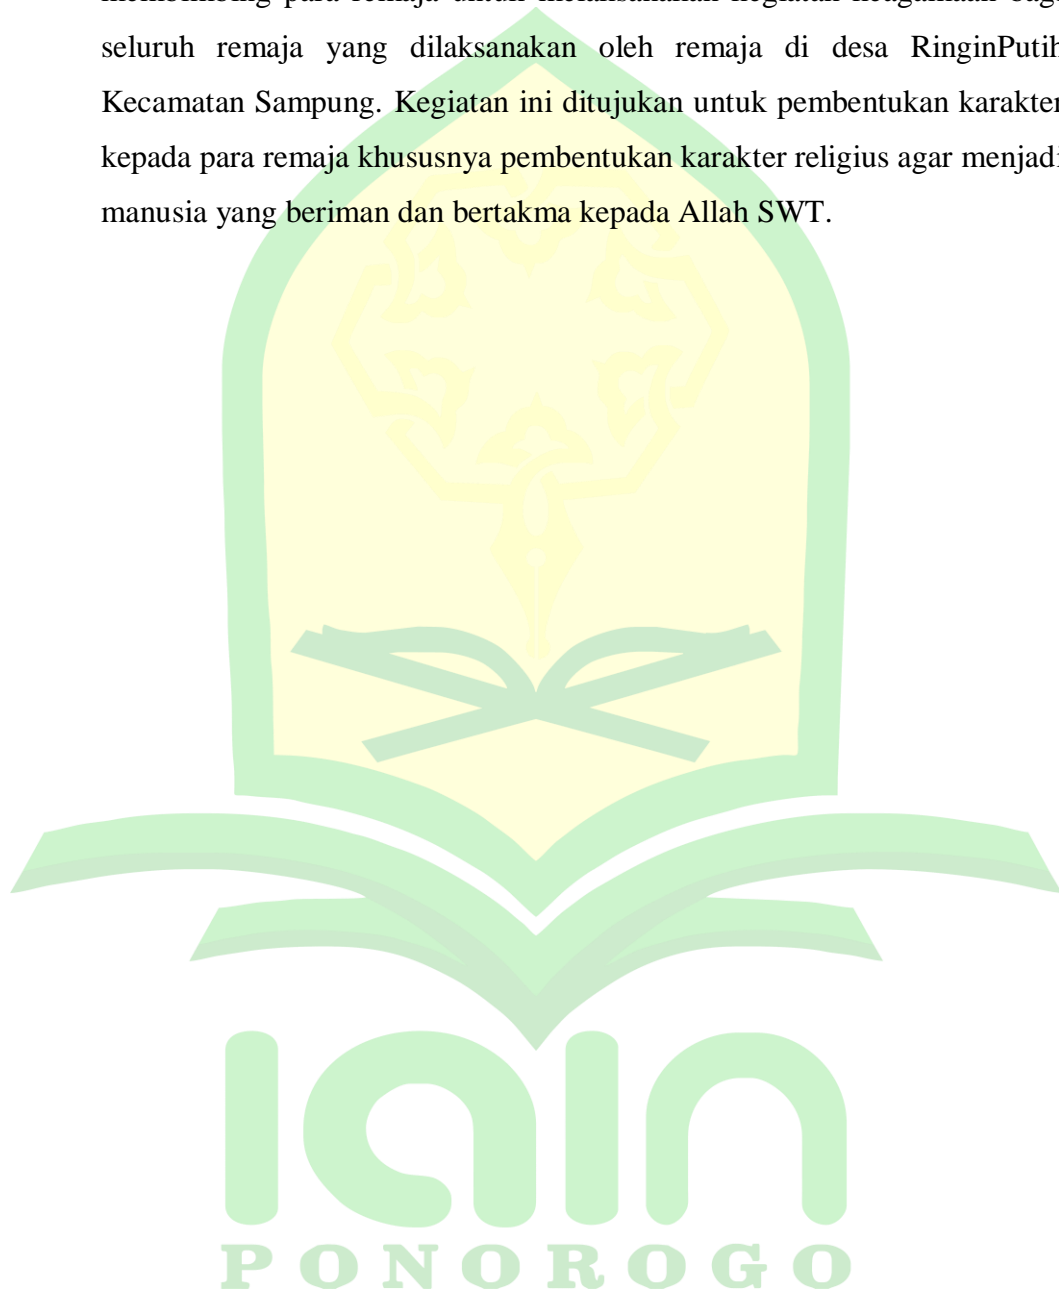 seluruh remaja yang dilaksanakan oleh remaja di desa RinginPutih
Kecamatan Sampung. Kegiatan ini ditujukan untuk pembentukan karakter
kepada para remaja khususnya pembentukan karakter religius agar menjadi
manusia yang beriman dan bertakma kepada Allah SWT.
iain
PONOROGO